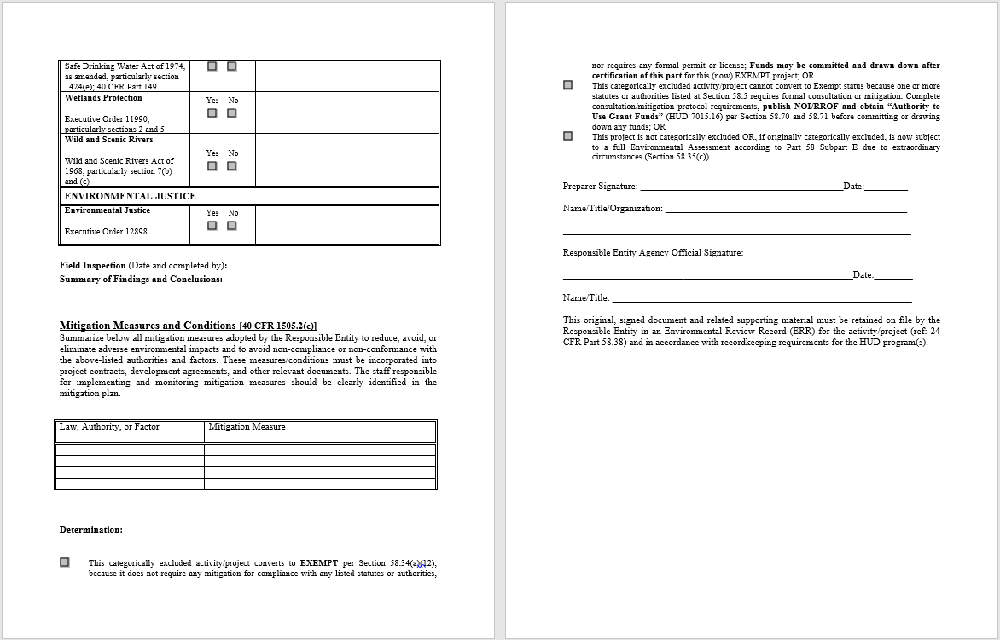 Safe Drinking Water Act of 1974,
as amended, particularly section
1424(e); 40 CFR Part 149
Wetlands Protection
Yes No
Executive Order 11990,
particularly sections 2 and 5
Wild and Scenic Rivers
Yes No
Wild and Scenic Rivers Act of
1968, particularly section 7(b)
and (c)
ENVIRONMENTAL JUSTICE
Environmental Justice
Yes No
Executive Order 12898
Field Inspection (Date and completed by):
Summary of Findings and Conclusions:
Mitigation Measures and Conditions [40 CFR 1505.2(c)]
Summarize below all mitigation measures adopted by the Responsible Entity to reduce, avoid, or
eliminate adverse environmental impacts and to avoid non-compliance or non-conformance with
the above-listed authorities and factors. These measures/conditions must be incorporated into
project contracts, development agreements, and other relevant documents. The staff responsible
for implementing and monitoring mitigation measures should be clearly identified in the
mitigation plan.
Law, Authority, or Factor Mitigation Measure
Determination:
This categorically excluded activity/project converts to EXEMPT per Section 58.34(a)(12),
because it does not require any mitigation for compliance with any listed statutes or authorities,
nor requires any formal permit or license; Funds may be committed and drawn down after
certification of this part for this (now) EXEMPT project; OR
This categorically excluded activity/project cannot convert to Exempt status because one or more
statutes or authorities listed at Section 58.5 requires formal consultation or mitigation. Complete
consultation/mitigation protocol requirements, publish NOI/RROF and obtain “Authority to
Use Grant Funds” (HUD 7015.16) per Section 58.70 and 58.71 before committing or drawing
down any funds; OR
This project is not categorically excluded OR, if originally categorically excluded, is now subject
to a full Environmental Assessment according to Part 58 Subpart E due to extraordinary
circumstances (Section 58.35(c)).
Preparer Signature: ____________________Date:________
Name/Title/Organization: ____________________
____________________
Responsible Entity Agency Official Signature:
____________________Date:________
Name/Title: ____________________
This original, signed document and related supporting material must be retained on file by the
Responsible Entity in an Environmental Review Record (ERR) for the activity/project (ref: 24
CFR Part 58.38) and in accordance with recordkeeping requirements for the HUD program(s).